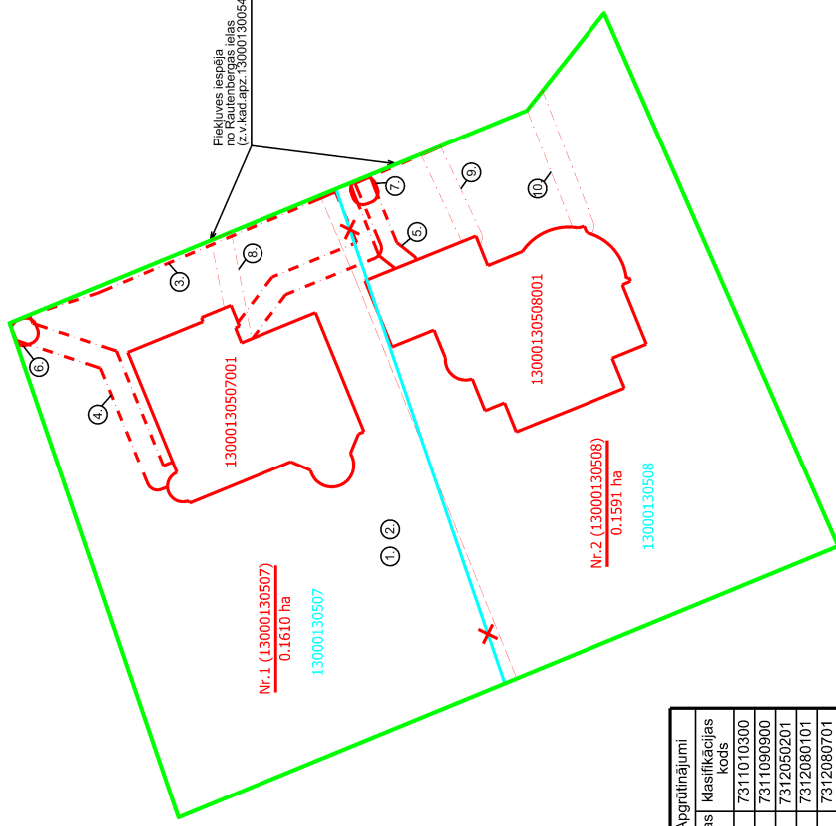 Piekļuves iespēja
no Rautenbergas ielas
(z.v.kad.apz.13000130054
3.
8.
6.
4.
7.
9.
5.
10.
13000130507001
13000130508001
1. 2.
Nr.1 (13000130507)
0.1610 ha
13000130507
Nr.2 (13000130508)
0.1591 ha
13000130508
Apgrūtinājumi
klasifikācijas
kods
7311010300
7311090900
7312050201
7312080101
7312080701